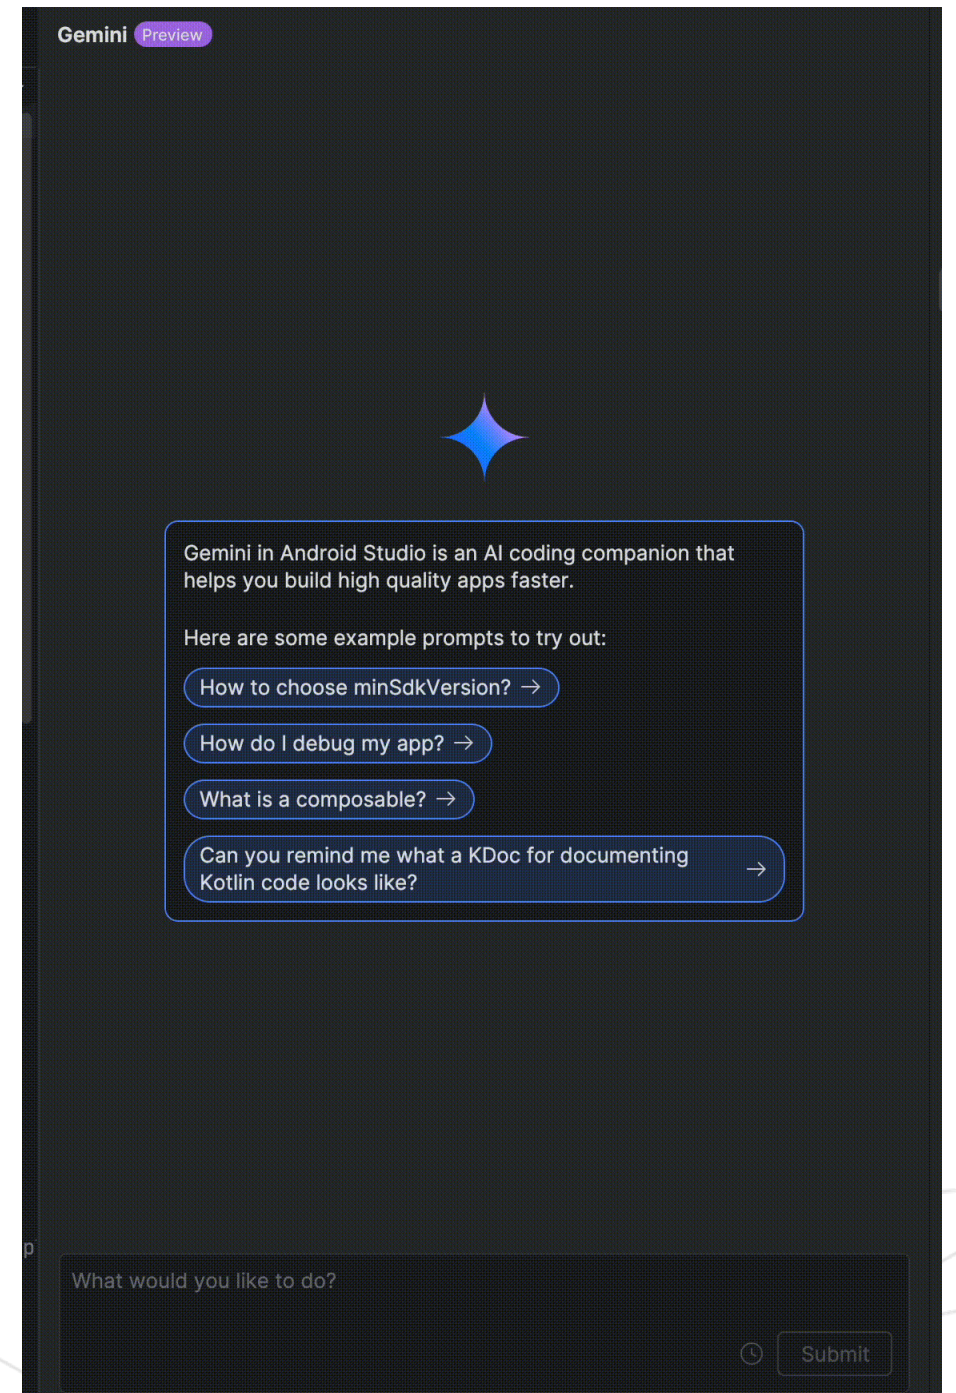 Gemini Preview
Gemini in Android Studio is an AI coding companion that
helps you build high quality apps faster.
Here are some example prompts to try out:
How to choose minSdkVersion? →
How do I debug my app? →
What is a composable? →
Can you remind me what a KDoc for documenting
Kotlin code looks like? →
p
What would you like to do?
Submit